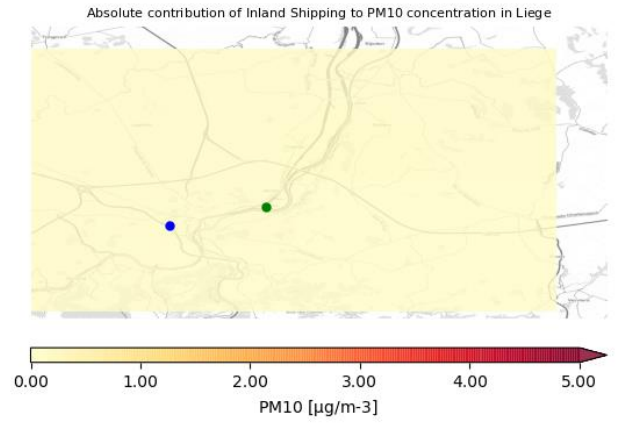 Absolute contribution of Inland Shipping to PM10 concentration in Liege
0.00 1.00 2.00 3.00 4.00 5.00
PM10 [µg/m-3]